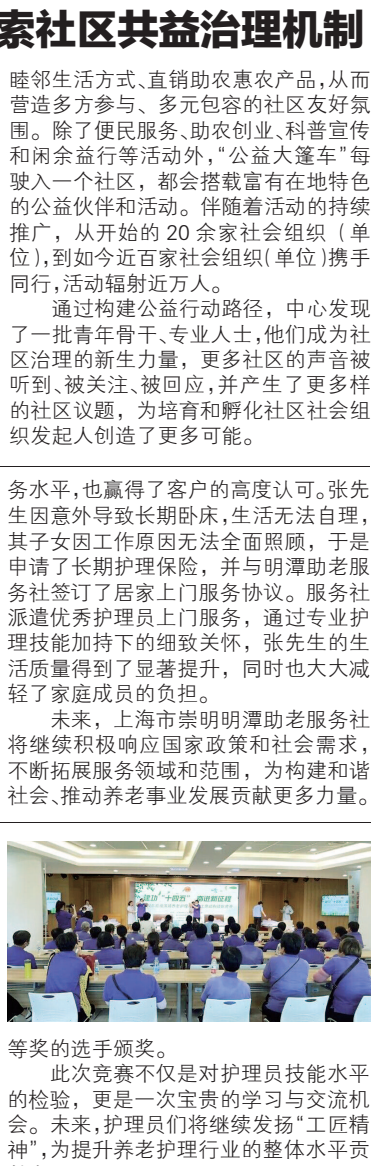 索社区共益治理机制
睦邻生活方式、直销助农惠农产品，从而
营造多方参与、多元包容的社区友好氛
围。除了便民服务、助农创业、科普宣传
和闲余益行等活动外，“公益大篷车”每
驶入一个社区，都会搭载富有在地特色
的公益伙伴和活动。伴随着活动的持续
推广，从开始的 20 余家社会组织（单
位），到如今近百家社会组织（单位）携手
同行，活动辐射近万人。
通过构建公益行动路径，中心发现
了一批青年骨干、专业人士，他们成为社
区治理的新生力量，更多社区的声音被
听到、被关注、被回应，并产生了更多样
的社区议题，为培育和孵化社区社会组
织发起人创造了更多可能。
务水平，也赢得了客户的高度认可。张先
生因意外导致长期卧床，生活无法自理，
其子女因工作原因无法全面照顾，于是
申请了长期护理保险，并与明潭助老服
务社签订了居家上门服务协议。服务社
派遣优秀护理员上门服务，通过专业护
理技能加持下的细致关怀，张先生的生
活质量得到了显著提升，同时也大大减
轻了家庭成员的负担。
未来，上海市崇明明潭助老服务社
将继续积极响应国家政策和社会需求，
不断拓展服务领域和范围，为构建和谐
社会、推动养老事业发展贡献更多力量。
建功“十四五” 奋进新征程
等奖的选手颁奖。
此次竞赛不仅是对护理员技能水平
的检验，更是一次宝贵的学习与交流机
会。未来，护理员们将继续发扬“工匠精
神”，为提升养老护理行业的整体水平贡